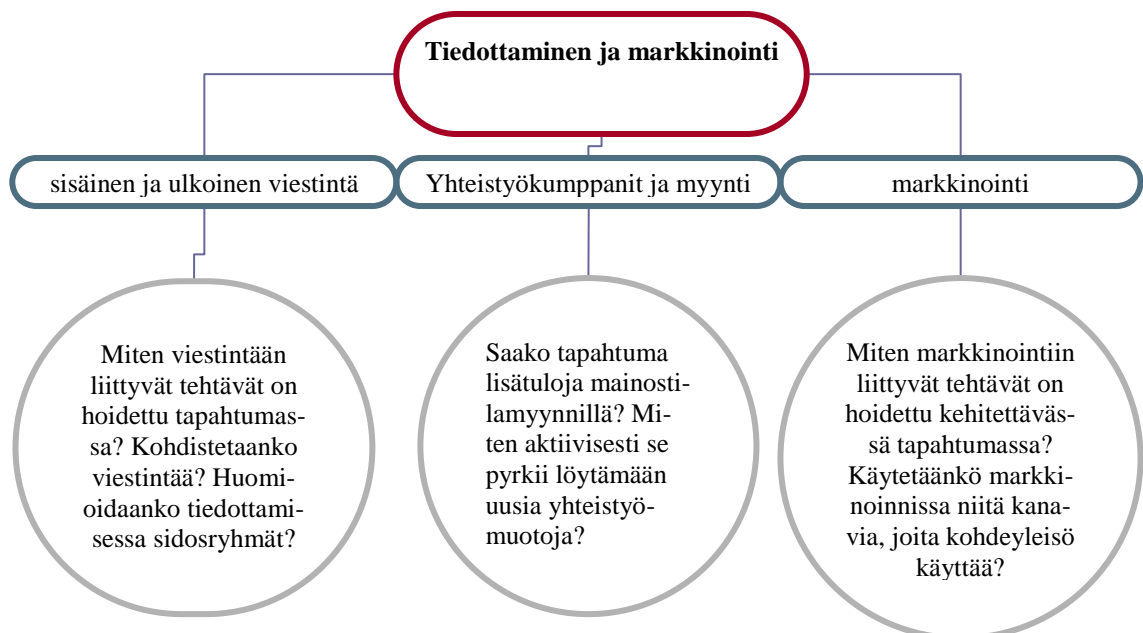 Tiedottaminen ja markkinointi
sisäinen ja ulkoinen viestintä
Yhteistyökumppanit ja myynti
markkinointi
Miten viestintään
liittyvät tehtävät on
hoidettu tapahtumas-
sa? Kohdistetaanko
viestintää? Huomi-
oidaanko tiedottami-
sessa sidosryhmät?
Saako tapahtuma
lisätuloja mainosti-
lamyynnillä? Mi-
ten aktiivisesti se
pyrkii löytämään
uusia yhteistyö-
muotoja?
Miten markkinointiin
liittyvät tehtävät on
hoidettu kehitettäväs-
sä tapahtumassa?
Käytetäänkö markki-
noinnissa niitä kana-
via, joita kohdeyleisö
käyttää?